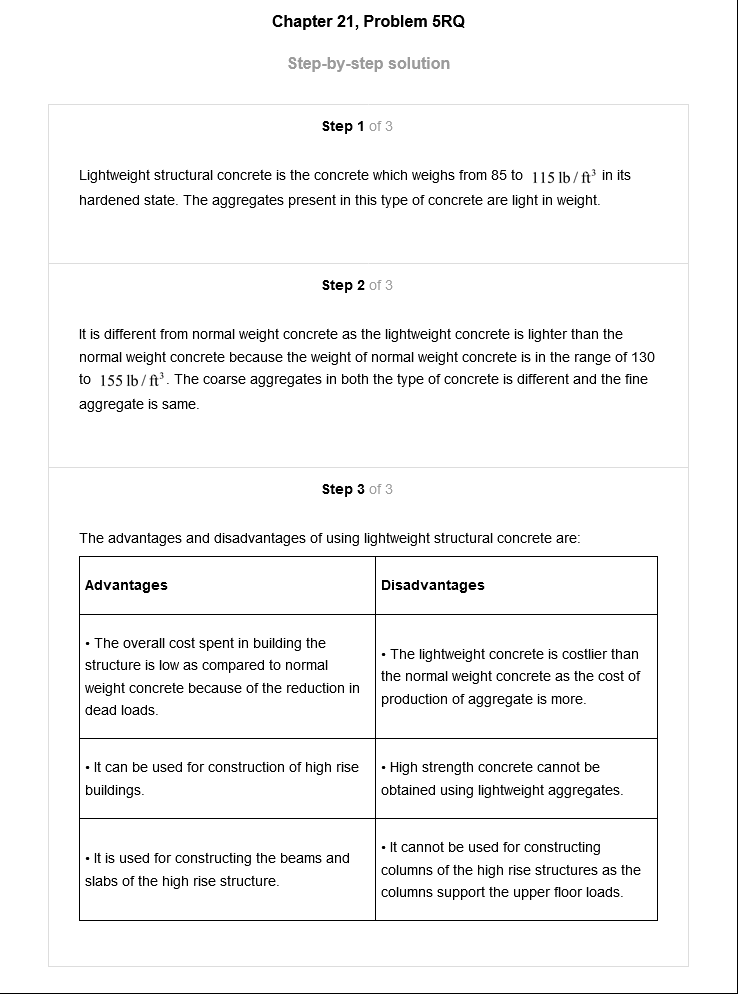 Chapter 21, Problem 5RQ
Step-by-step solution
Step 1 of 3
Lightweight structural concrete is the concrete which weighs from 85 to 115 lb / ft³ in its
hardened state. The aggregates present in this type of concrete are light in weight.
Step 2 of 3
It is different from normal weight concrete as the lightweight concrete is lighter than the
normal weight concrete because the weight of normal weight concrete is in the range of 130
to 155 lb / ft³. The coarse aggregates in both the type of concrete is different and the fine
aggregate is same.
Step 3 of 3
The advantages and disadvantages of using lightweight structural concrete are:
Advantages
Disadvantages
• The overall cost spent in building the
structure is low as compared to normal
weight concrete because of the reduction in
dead loads.
• The lightweight concrete is costlier than
the normal weight concrete as the cost of
production of aggregate is more.
• It can be used for construction of high rise
buildings.
• High strength concrete cannot be
obtained using lightweight aggregates.
• It is used for constructing the beams and
slabs of the high rise structure.
• It cannot be used for constructing
columns of the high rise structures as the
columns support the upper floor loads.